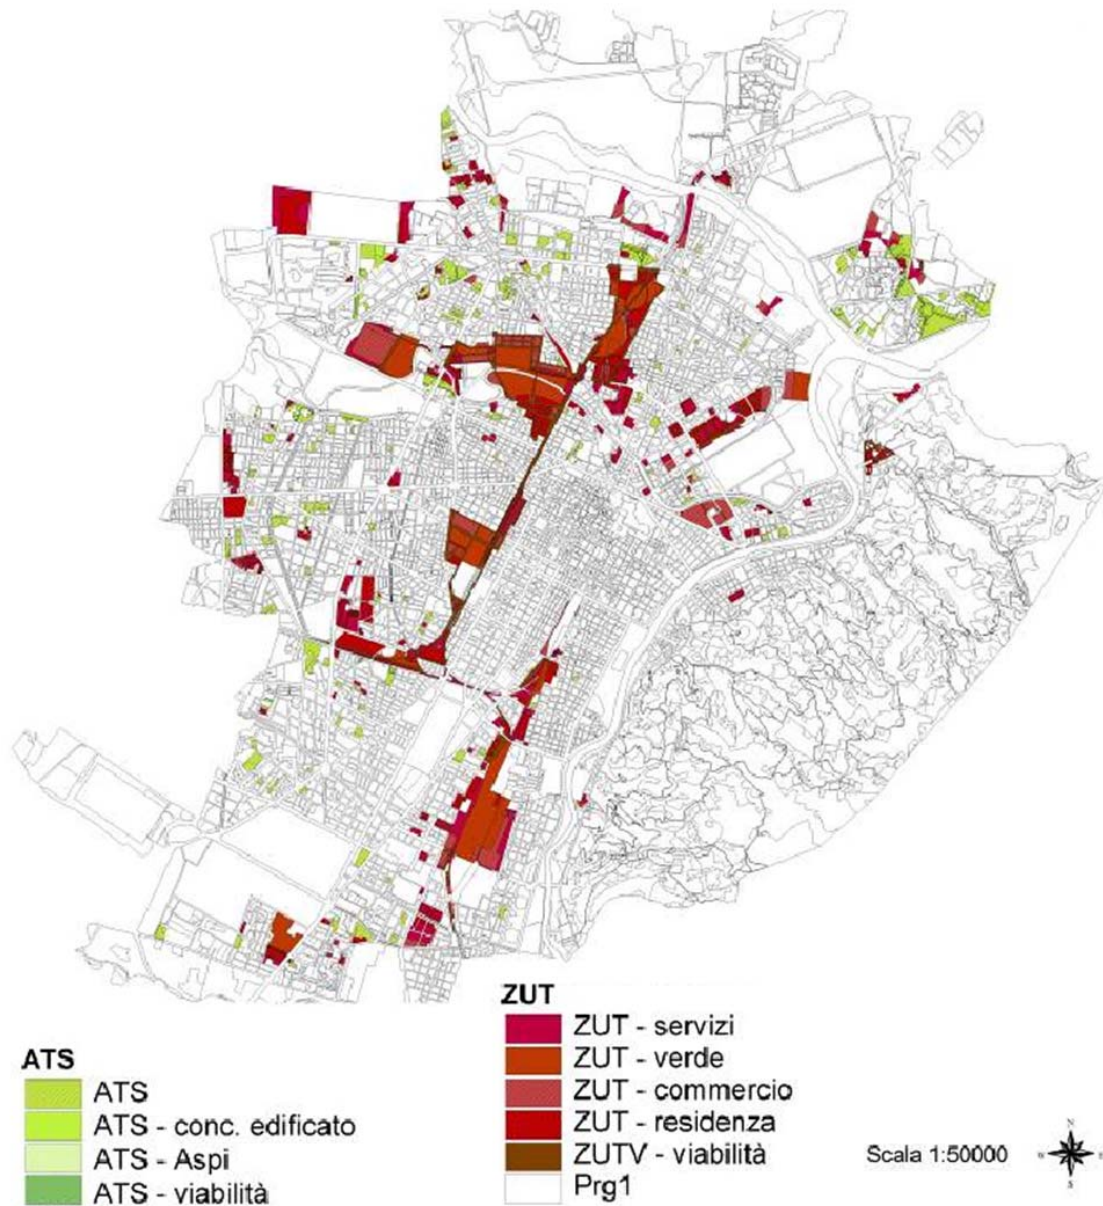 ATS
ATS
ATS - conc. edificato
ATS - Aspi
ATS - viabilità
ZUT
ZUT - servizi
ZUT - verde
ZUT - commercio
ZUT - residenza
ZUTV - viabilità
Prg1
Scala 1:50000
N
W
E
S